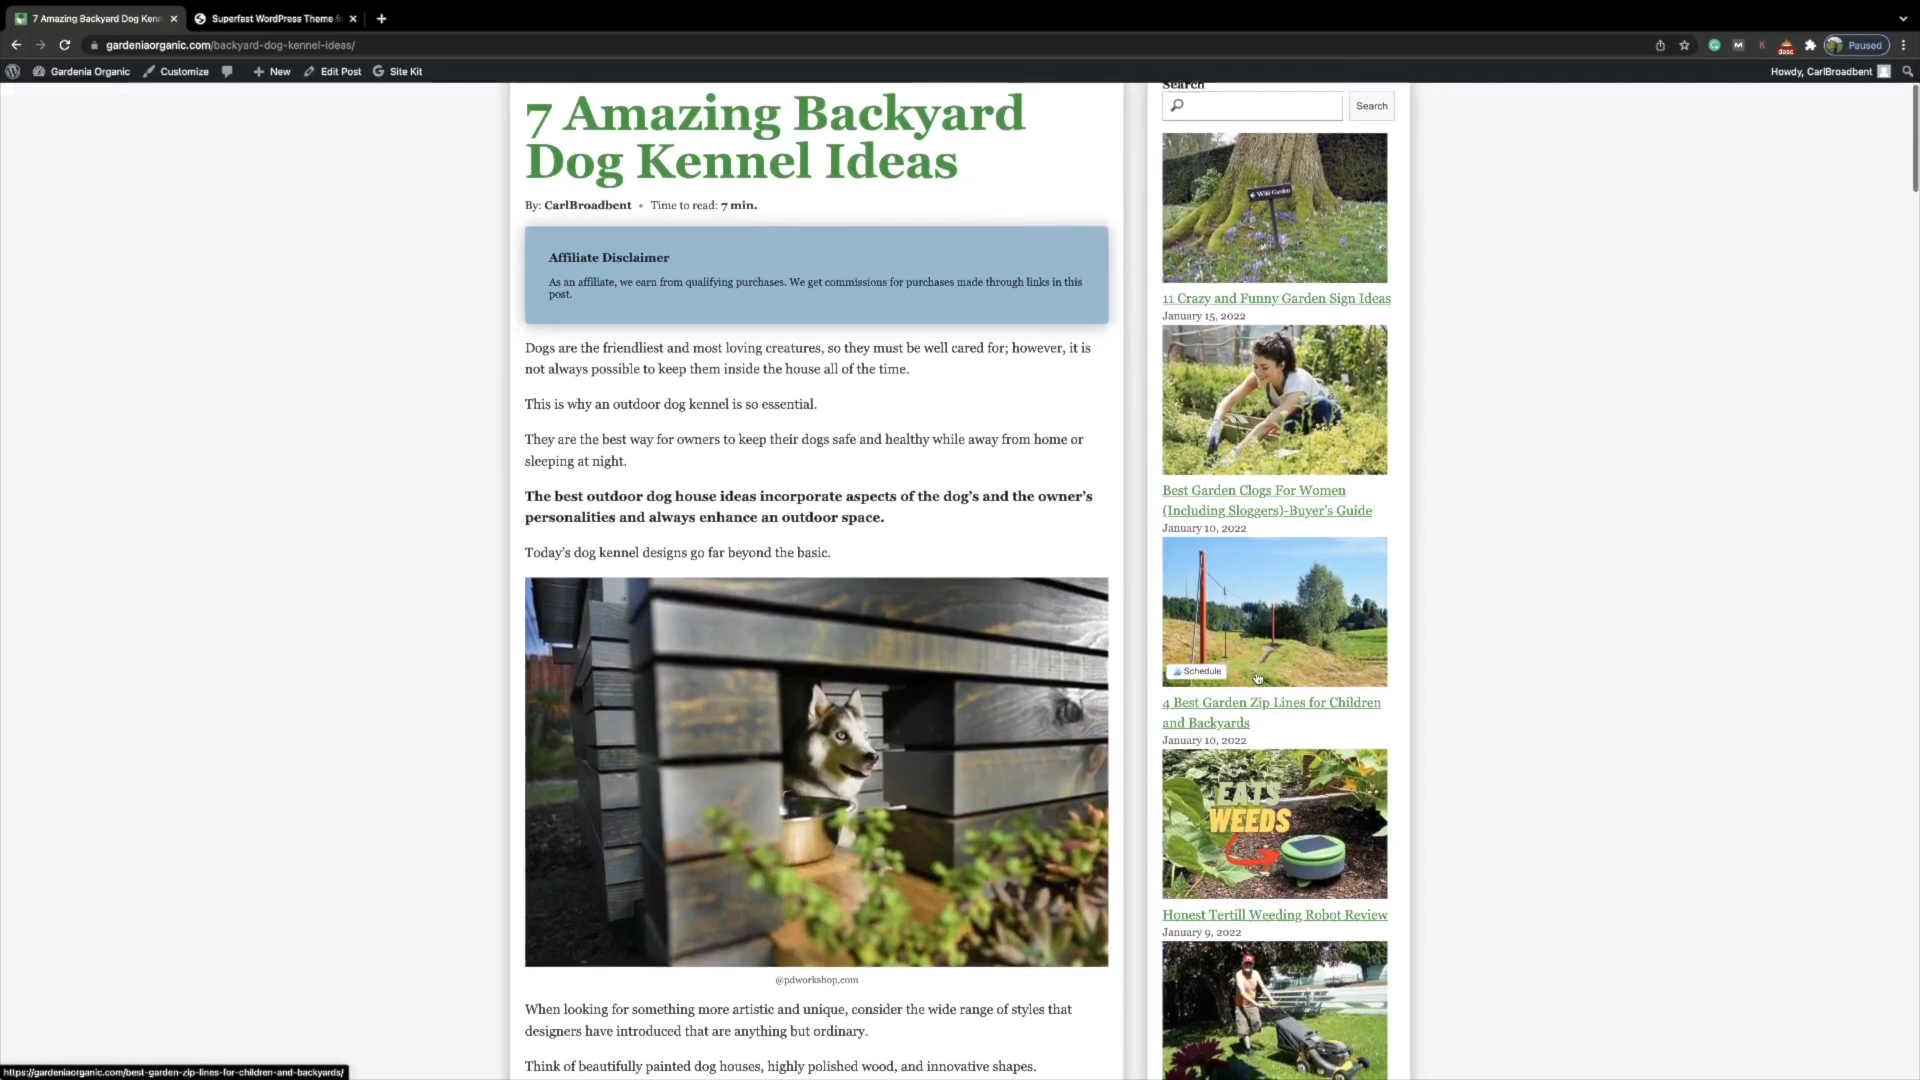 7 Amazing Backyard Dog Kenn
Superfast WordPress Theme fo
gardeniaorganic.com/backyard-dog-kennel-ideas/
Paused
Gardenia Organic
Customize
New
Edit Post
Site Kit
Howdy, CarlBroadbent
7 Amazing Backyard
Dog Kennel Ideas
By: CarlBroadbent • Time to read: 7 min.
Affiliate Disclaimer
As an affiliate, we earn from qualifying purchases. We get commissions for purchases made through links in this
post.
Dogs are the friendliest and most loving creatures, so they must be well cared for; however, it is
not always possible to keep them inside the house all of the time.
This is why an outdoor dog kennel is so essential.
They are the best way for owners to keep their dogs safe and healthy while away from home or
sleeping at night.
The best outdoor dog house ideas incorporate aspects of the dog's and the owner's
personalities and always enhance an outdoor space.
Today's dog kennel designs go far beyond the basic.
@pdworkshop.com
When looking for something more artistic and unique, consider the wide range of styles that
designers have introduced that are anything but ordinary.
Think of beautifully painted dog houses, highly polished wood, and innovative shapes.
Search
Search
Wiki Garden
11 Crazy and Funny Garden Sign Ideas
January 15, 2022
Best Garden Clogs For Women
(Including Sloggers)-Buyer's Guide
January 10, 2022
Schedule
4 Best Garden Zip Lines for Children
and Backyards
January 10, 2022
EATS
WEEDS
Honest Tertill Weeding Robot Review
January 9, 2022
https://gardeniaorganic.com/best-garden-zip-lines-for-children-and-backyards/